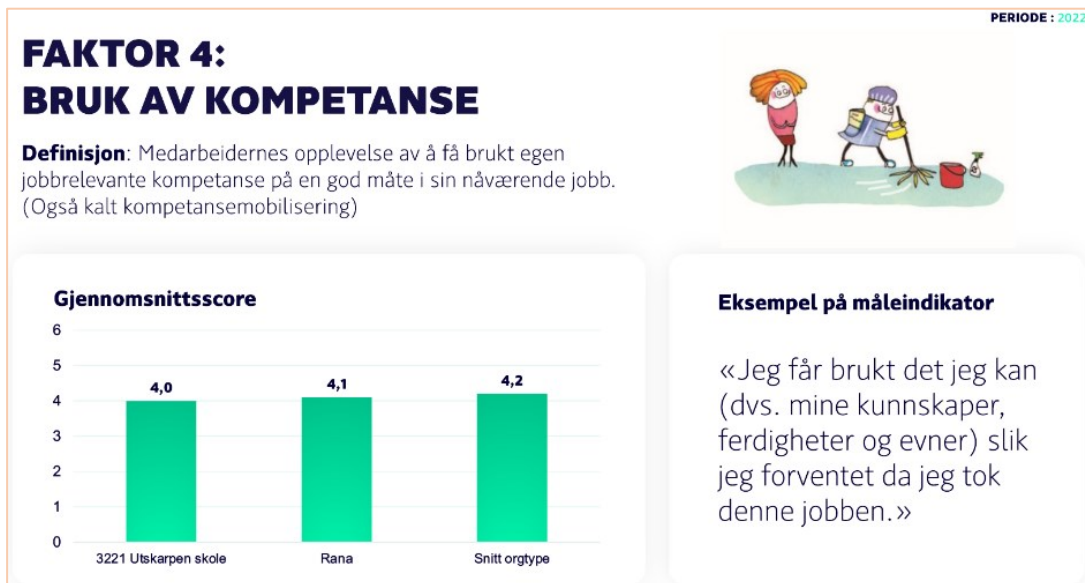 PERIODE : 2022
FAKTOR 4:
BRUK AV KOMPETANSE
Definisjon: Medarbeidernes opplevelse av å få brukt egen
jobbrelevante kompetanse på en god måte i sin nåværende jobb.
(Også kalt kompetansemobilisering)
Gjennomsnittsscore
6
5
4
3
2
1
0
4,0
4,1
4,2
3221 Utskarpen skole
Rana
Snitt orgtype
Eksempel på måleindikator
«Jeg får brukt det jeg kan
(dvs. mine kunnskaper,
ferdigheter og evner) slik
jeg forventet da jeg tok
denne jobben.»